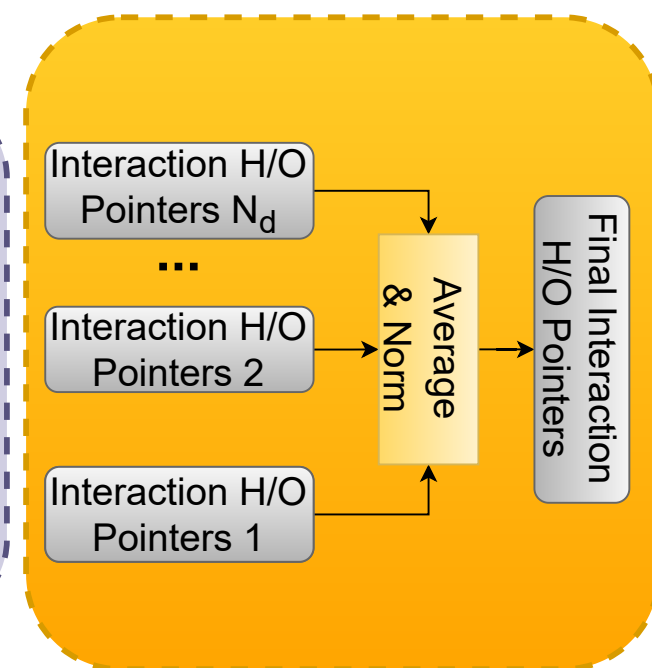 Interaction H/O
Pointers N_d
...
Interaction H/O
Pointers 2
Interaction H/O
Pointers 1
Average
& Norm
Final Interaction
H/O Pointers